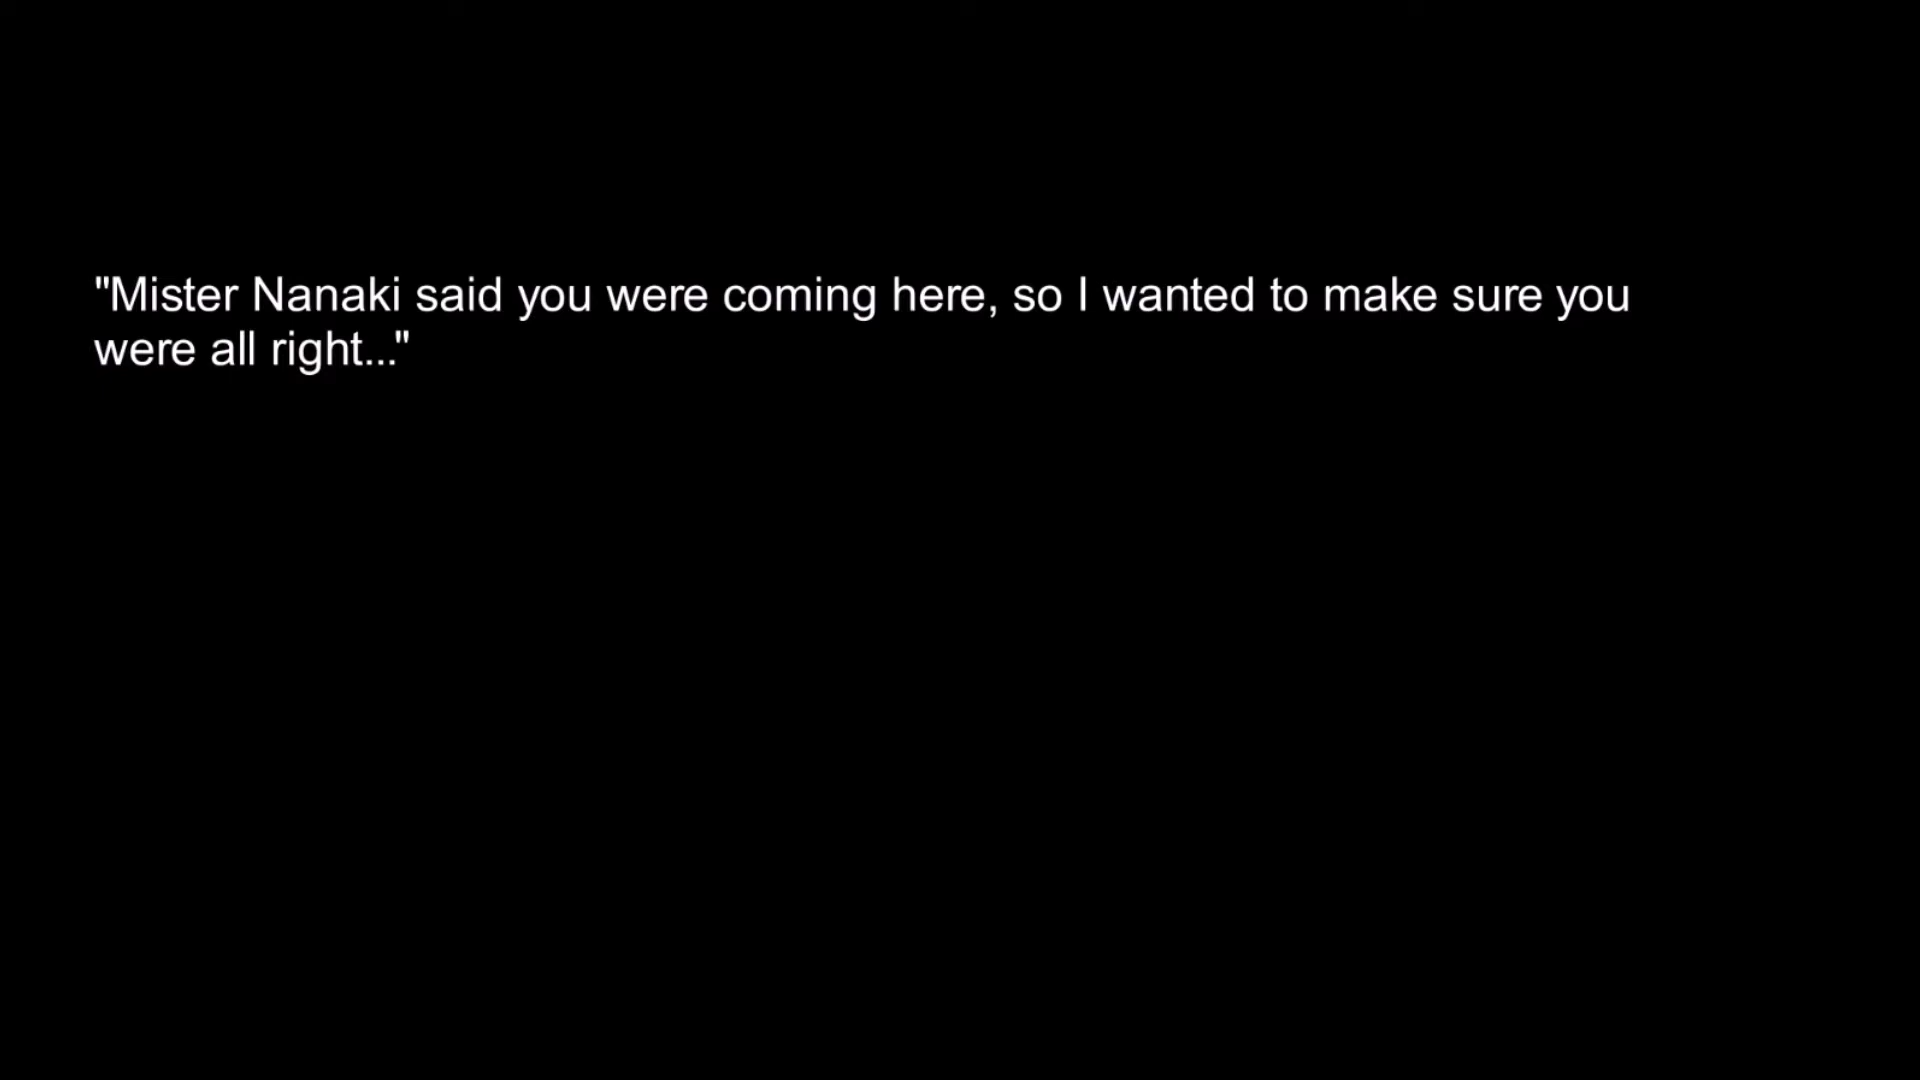 "Mister Nanaki said you were coming here, so I wanted to make sure you
were all right..."